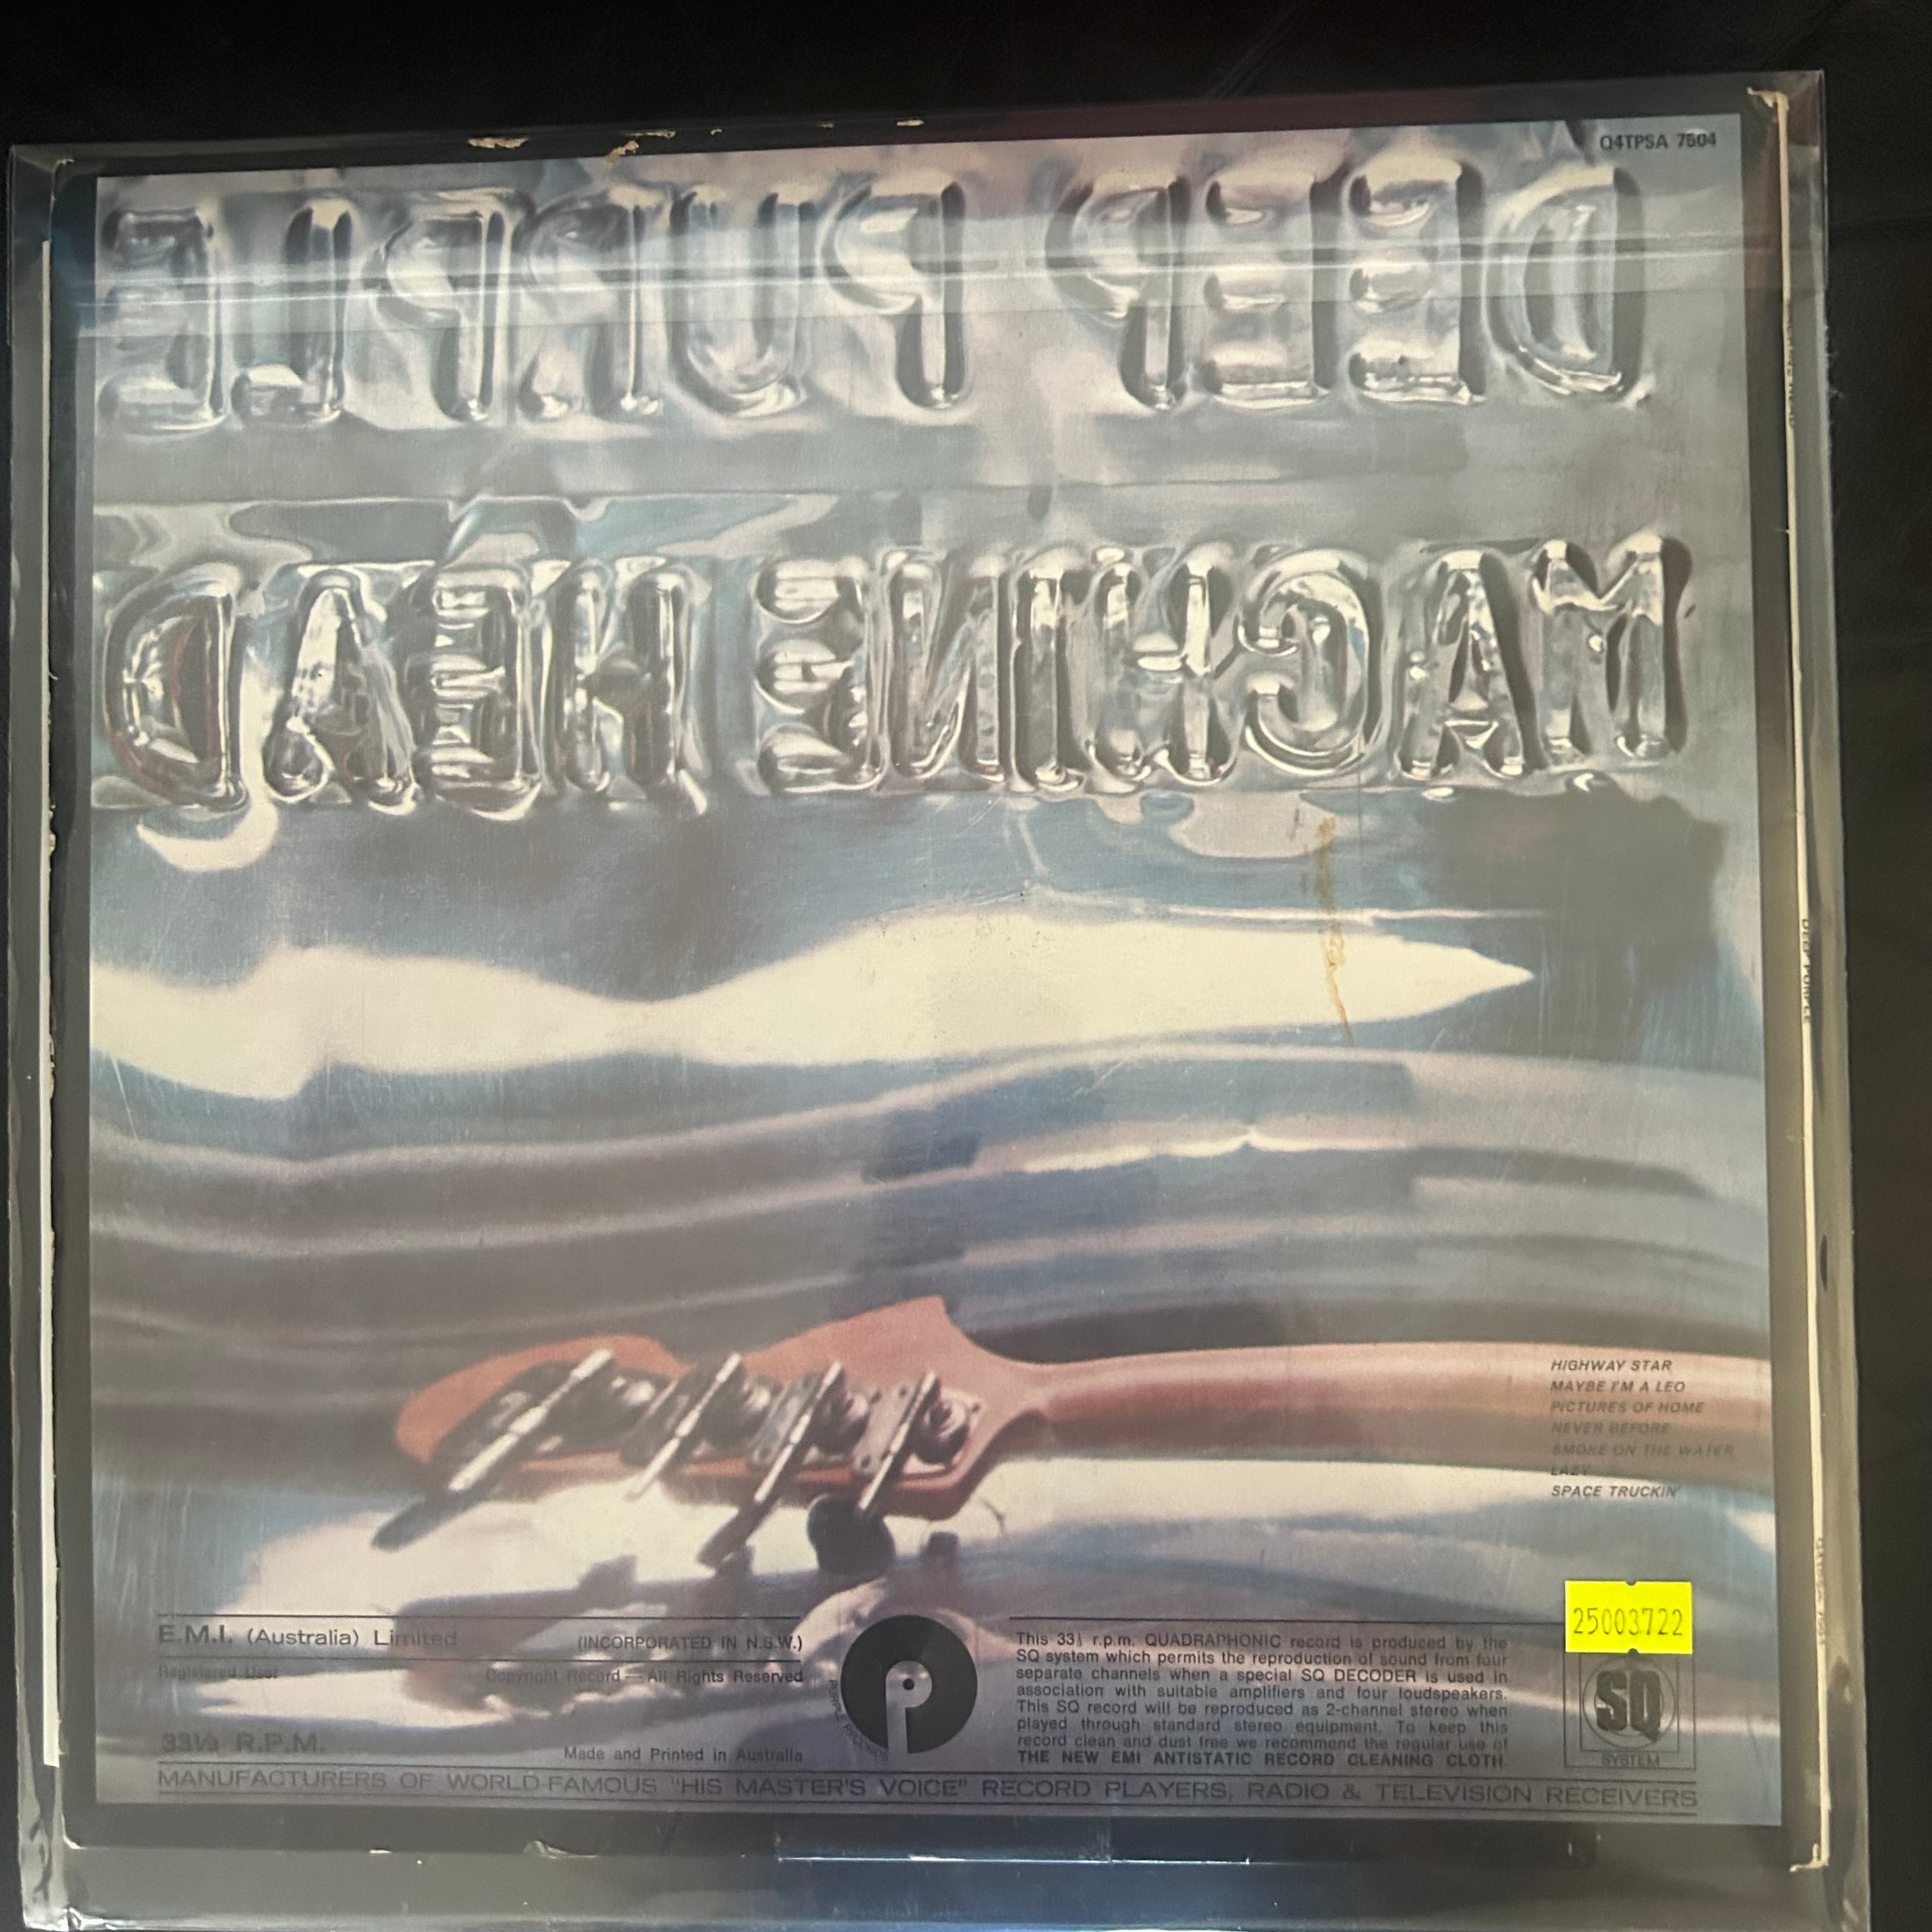 Q4TPSA 7504
DEEP PURPLE
MACHINE HEAD
HIGHWAY STAR
MAYBE I'M A LEO
PICTURES OF HOME
NEVER BEFORE
SMOKE ON THE WATER
LAZY
SPACE TRUCKIN'
25003722
E.M.I. (Australia) Limited
(INCORPORATED IN N.S.W.)
Registered User
Copyright Record — All Rights Reserved
33⅓ R.P.M.
Made and Printed in Australia
PURPLE RECORDS
This 33⅓ r.p.m. QUADRAPHONIC record is produced by the
SQ system which permits the reproduction of sound from four
separate channels when a special SQ DECODER is used in
association with suitable amplifiers and four loudspeakers.
This SQ record will be reproduced as 2-channel stereo when
played through standard stereo equipment. To keep this
record clean and dust free we recommend the regular use of
THE NEW EMI ANTISTATIC RECORD CLEANING CLOTH.
SQ
SYSTEM
MANUFACTURERS OF WORLD-FAMOUS "HIS MASTER'S VOICE" RECORD PLAYERS, RADIO & TELEVISION RECEIVERS
DEEP PURPLE